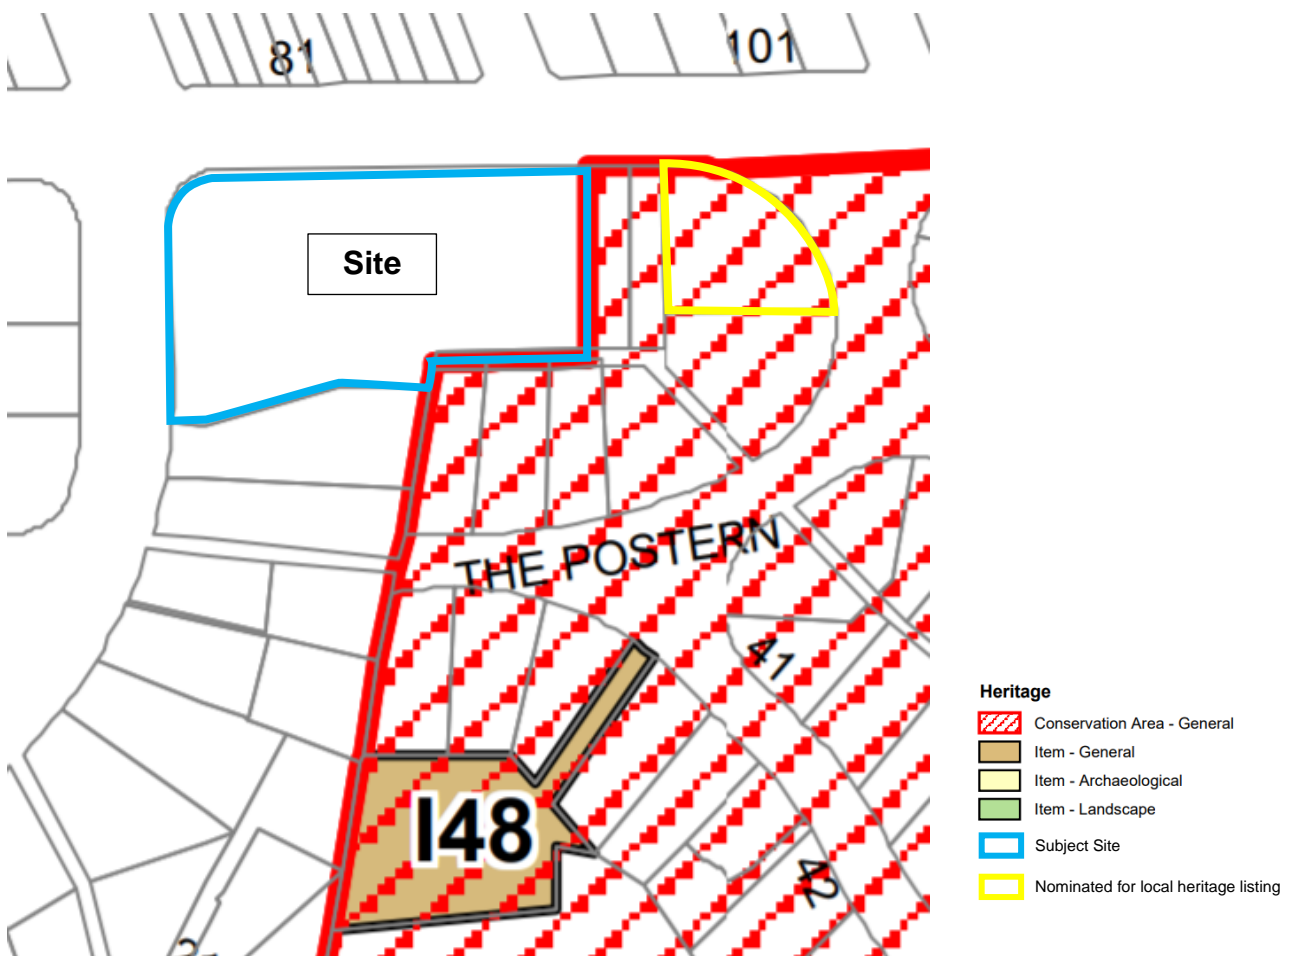 81
101
Site
THE POSTERN
41
I48
42
Heritage
Conservation Area - General
Item - General
Item - Archaeological
Item - Landscape
Subject Site
Nominated for local heritage listing